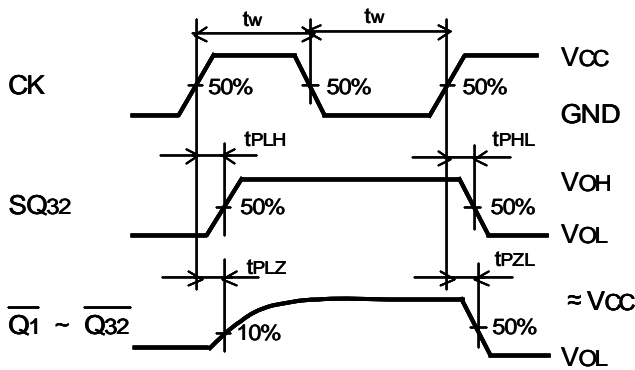 tw tw
CK 50% 50% 50% VCC
GND
tPLH tPHL
SQ32 50% 50% VOH
VOL
tPLZ tPZL
Q1 ~ Q32 10% 50% ≈ VCC
VOL